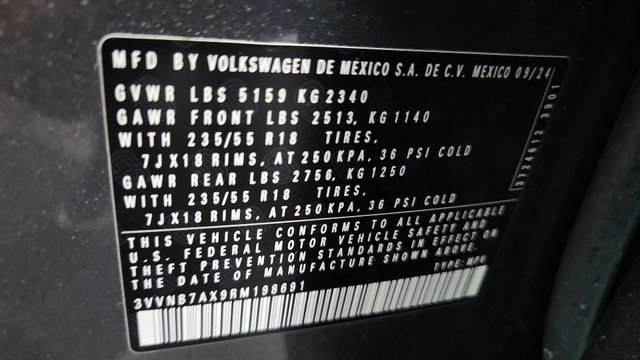 MFD BY VOLKSWAGEN DE MÉXICO S.A. DE C.V. MEXICO 09/24
GVWR LBS 5159 KG 2340
GAWR FRONT LBS 2513, KG 1140
WITH 235/55 R18 TIRES,
7JX18 RIMS, AT 250 KPA, 36 PSI COLD
GAWR REAR LBS 2756, KG 1250
WITH 235/55 R18 TIRES,
7JX18 RIMS, AT 250 KPA, 36 PSI COLD
THIS VEHICLE CONFORMS TO ALL APPLICABLE
U.S. FEDERAL MOTOR VEHICLE SAFETY AND
THEFT PREVENTION STANDARDS IN EFFECT ON
THE DATE OF MANUFACTURE SHOWN ABOVE.
TYPE: MPV
3VVNB7AX9RM198691
3901